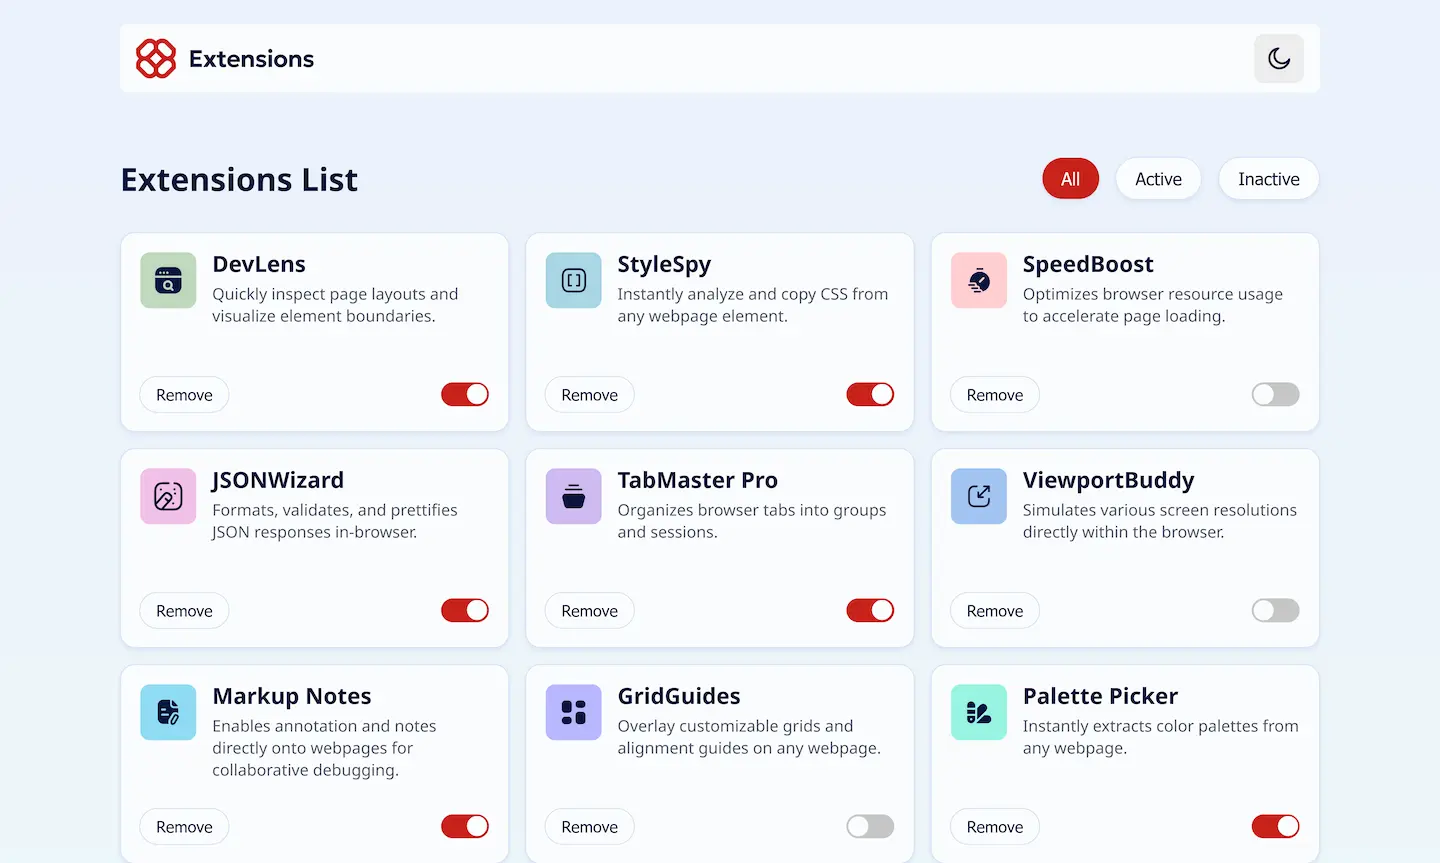 Extensions
Extensions List
All
Active
Inactive
DevLens
Quickly inspect page layouts and
visualize element boundaries.
Remove
StyleSpy
Instantly analyze and copy CSS from
any webpage element.
Remove
SpeedBoost
Optimizes browser resource usage
to accelerate page loading.
Remove
JSONWizard
Formats, validates, and prettifies
JSON responses in-browser.
Remove
TabMaster Pro
Organizes browser tabs into groups
and sessions.
Remove
ViewportBuddy
Simulates various screen resolutions
directly within the browser.
Remove
Markup Notes
Enables annotation and notes
directly onto webpages for
collaborative debugging.
Remove
GridGuides
Overlay customizable grids and
alignment guides on any webpage.
Remove
Palette Picker
Instantly extracts color palettes from
any webpage.
Remove